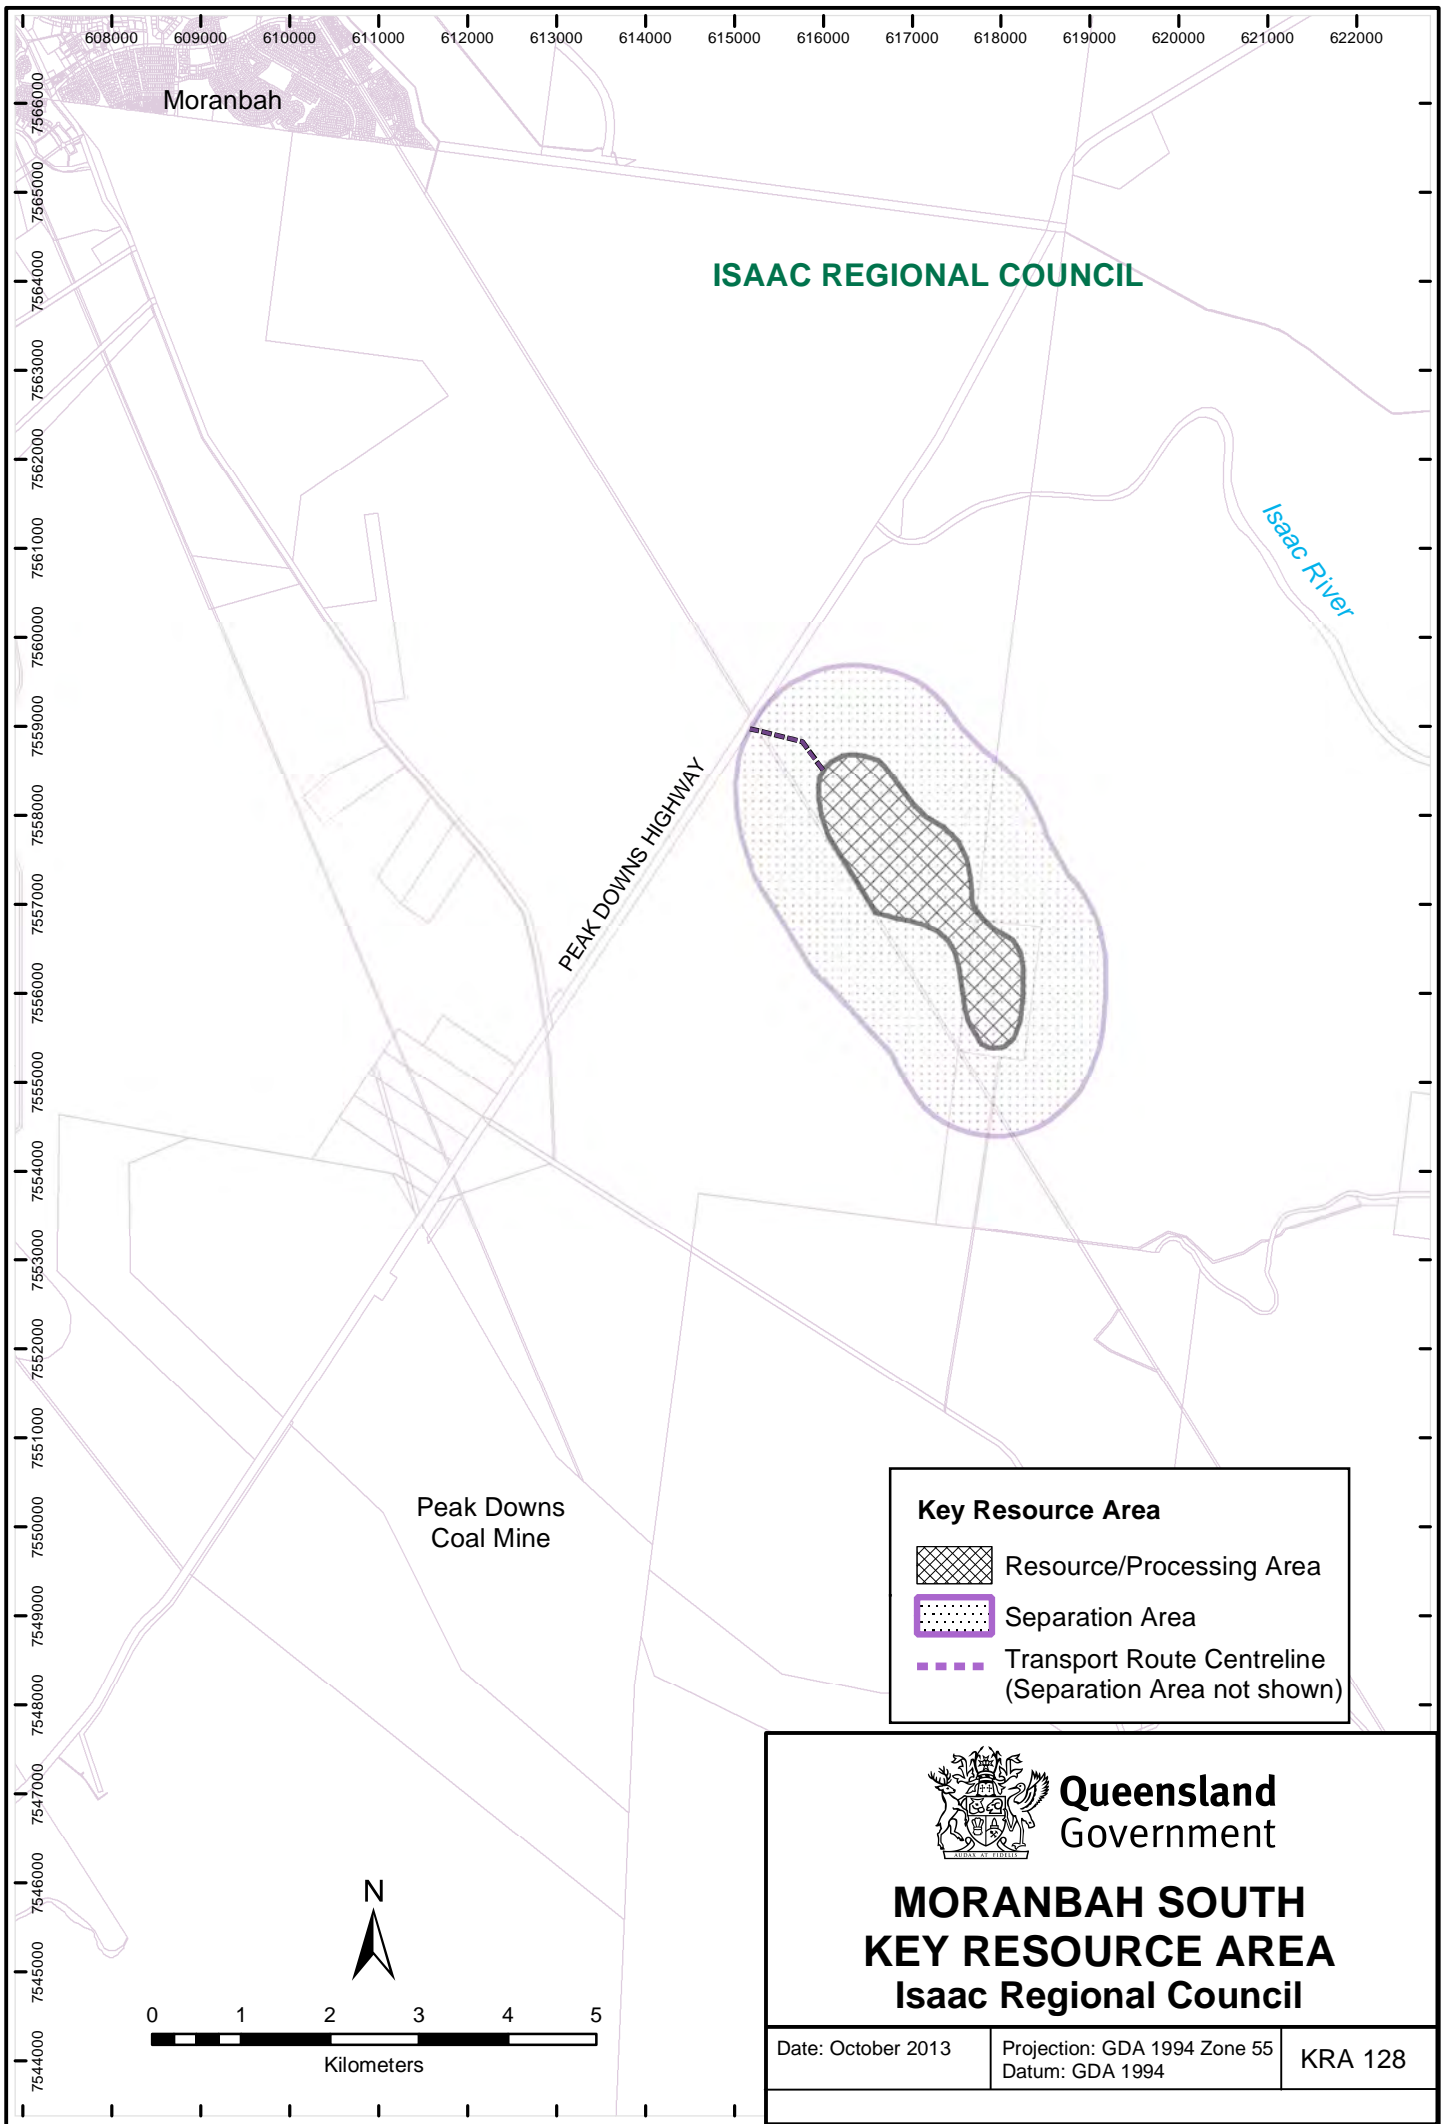 608000 609000 610000 611000 612000 613000 614000 615000 616000 617000 618000 619000 620000 621000 622000
7566000
7565000
7564000
7563000
7562000
7561000
7560000
7559000
7558000
7557000
7556000
7555000
7554000
7553000
7552000
7551000
7550000
7549000
7548000
7547000
7546000
7545000
7544000
Moranbah
ISAAC REGIONAL COUNCIL
Isaac River
PEAK DOWNS HIGHWAY
Peak Downs
Coal Mine
Key Resource Area
Resource/Processing Area
Separation Area
Transport Route Centreline
(Separation Area not shown)
N
0 1 2 3 4 5
Kilometers
AUDAX AT FIDELIS
Queensland
Government
MORANBAH SOUTH
KEY RESOURCE AREA
Isaac Regional Council
Date: October 2013
Projection: GDA 1994 Zone 55
Datum: GDA 1994
KRA 128